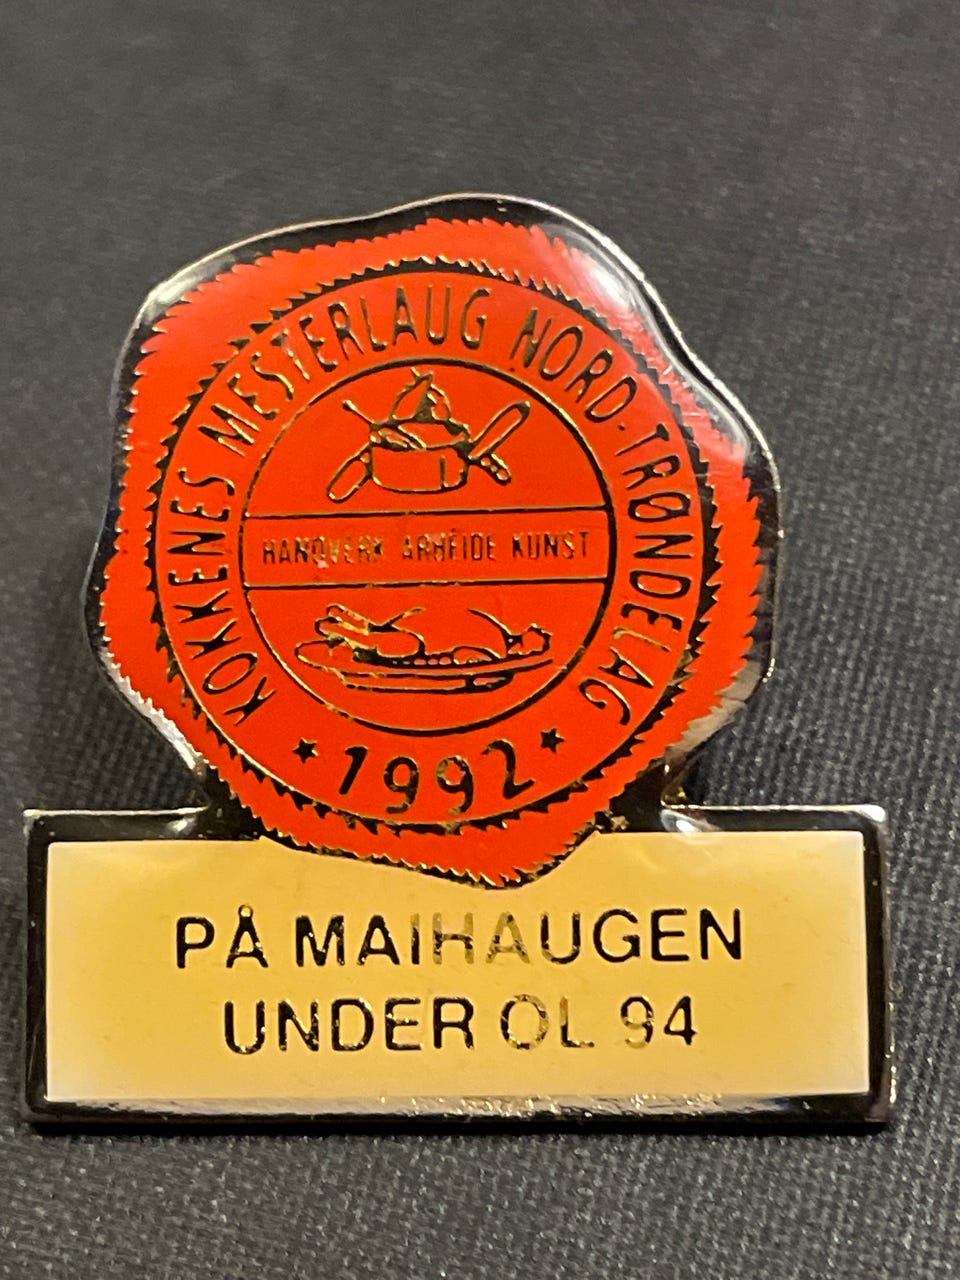 KOKKENES MESTERLAUG NORD-TRØNDELAG
HANDVERK ARBEIDE KUNST
★ 1992 ★
PÅ MAIHAUGEN
UNDER OL 94